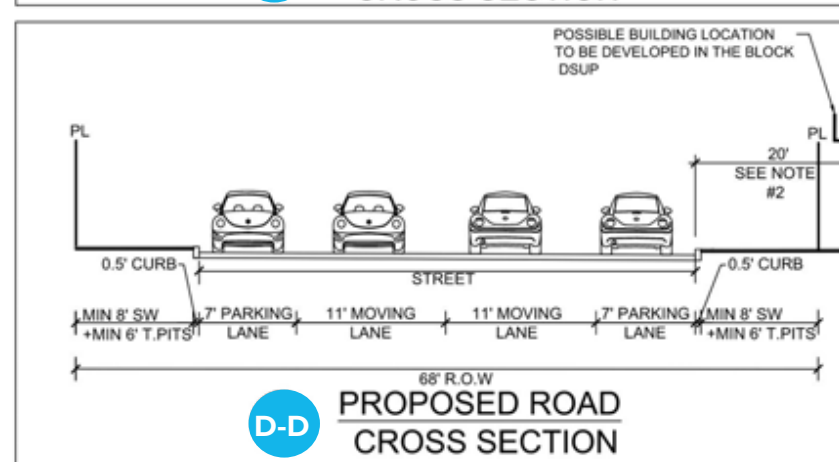 CROSS SECTION
POSSIBLE BUILDING LOCATION
TO BE DEVELOPED IN THE BLOCK
DSUP
PL
PL
20'
SEE NOTE
#2
0.5' CURB
STREET
0.5' CURB
MIN 8' SW
+MIN 6' T.PITS
7' PARKING
LANE
11' MOVING
LANE
11' MOVING
LANE
7' PARKING
LANE
MIN 8' SW
+MIN 6' T.PITS
68' R.O.W
D-D
PROPOSED ROAD
CROSS SECTION